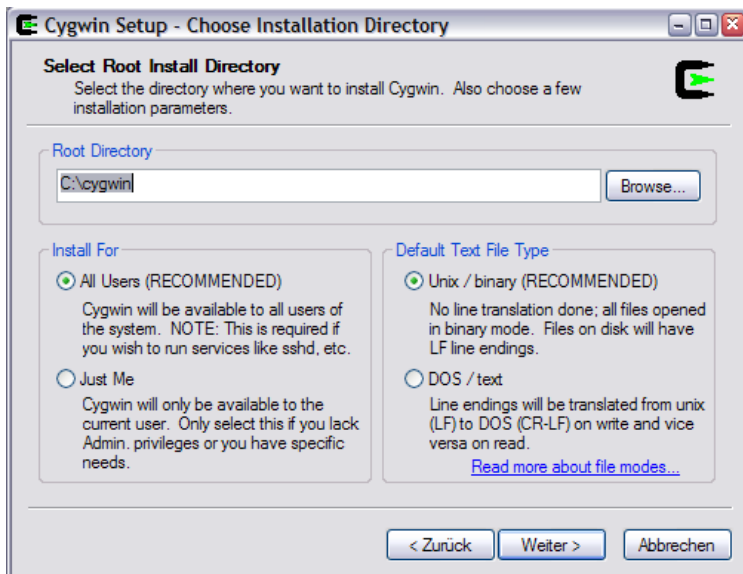 Cygwin Setup - Choose Installation Directory
Select Root Install Directory
Select the directory where you want to install Cygwin. Also choose a few
installation parameters.
Root Directory
C:\cygwin
Browse...
Install For
All Users (RECOMMENDED)
Cygwin will be available to all users of
the system. NOTE: This is required if
you wish to run services like sshd, etc.
Just Me
Cygwin will only be available to the
current user. Only select this if you lack
Admin. privileges or you have specific
needs.
Default Text File Type
Unix / binary (RECOMMENDED)
No line translation done; all files opened
in binary mode. Files on disk will have
LF line endings.
DOS / text
Line endings will be translated from unix
(LF) to DOS (CR-LF) on write and vice
versa on read.
Read more about file modes...
< Zurück
Weiter >
Abbrechen